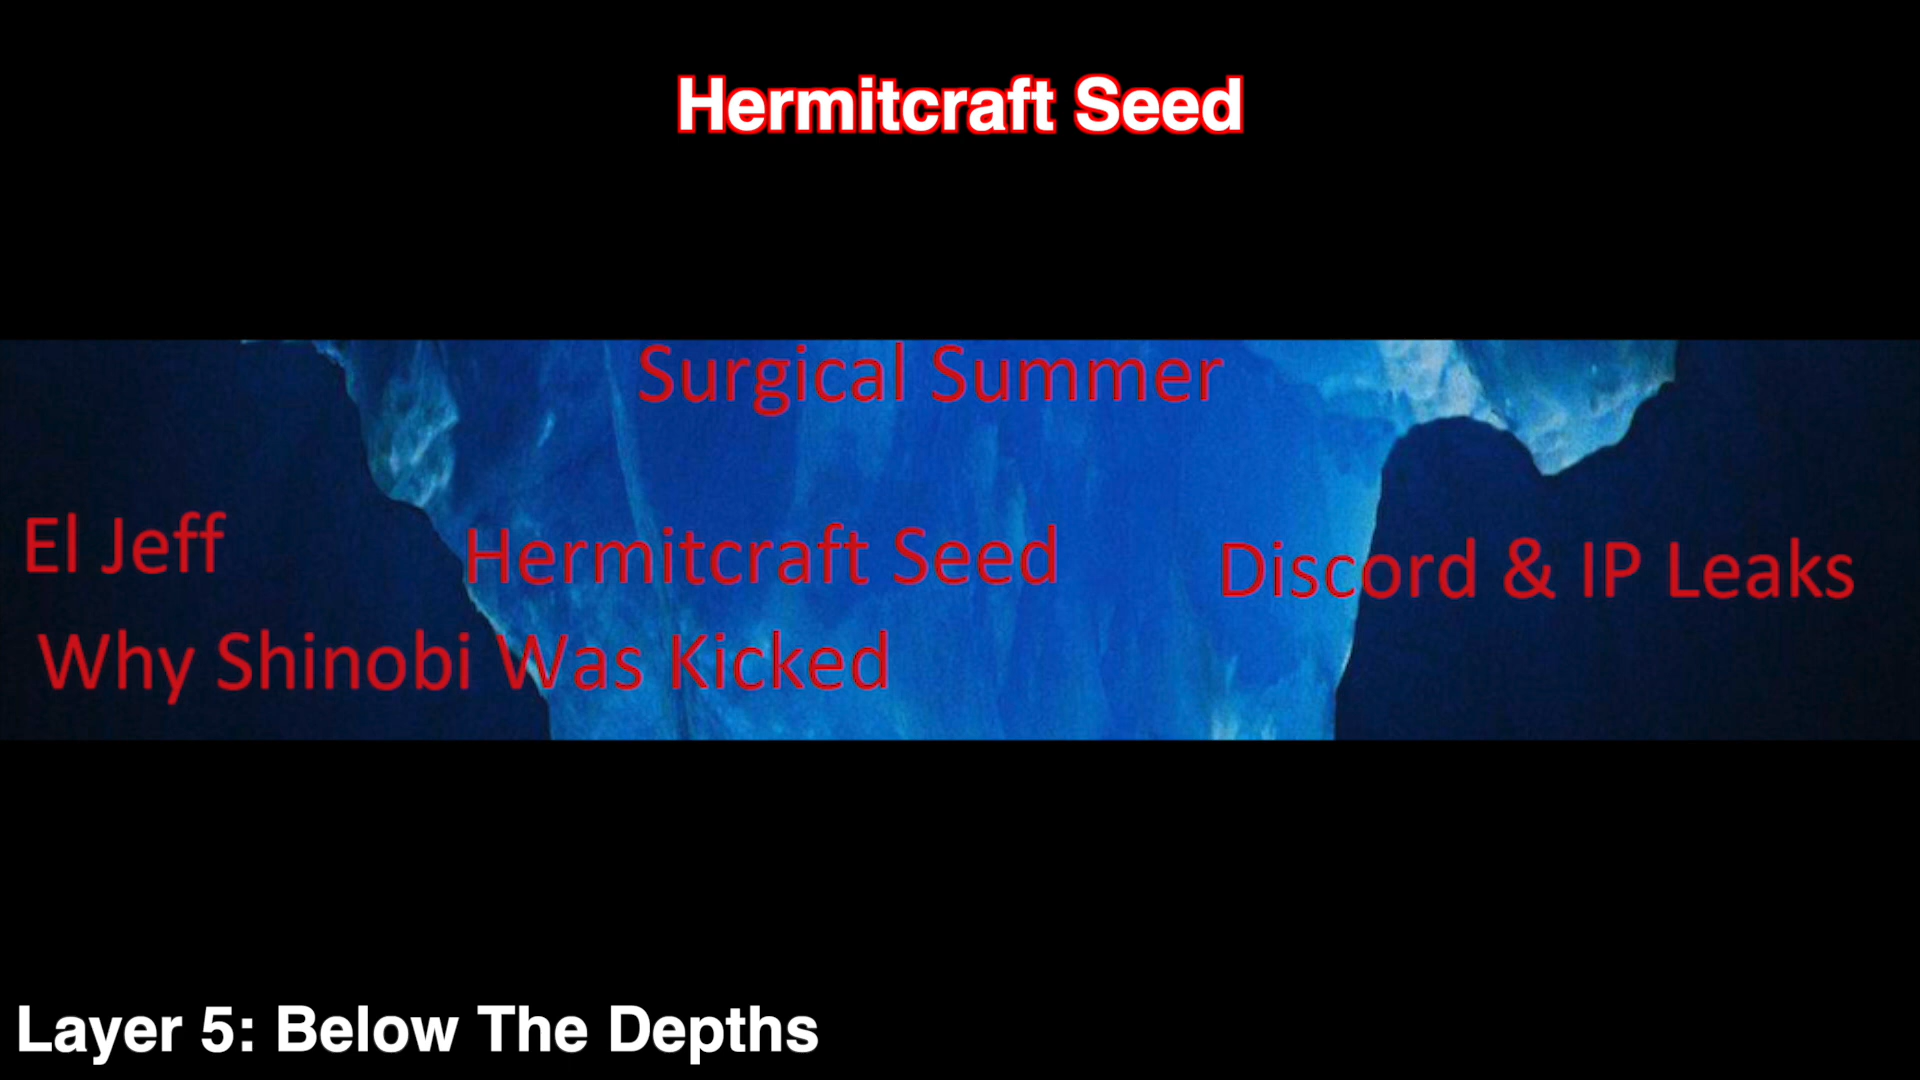 Hermitcraft Seed
Surgical Summer
El Jeff
Hermitcraft Seed
Discord & IP Leaks
Why Shinobi Was Kicked
Layer 5: Below The Depths